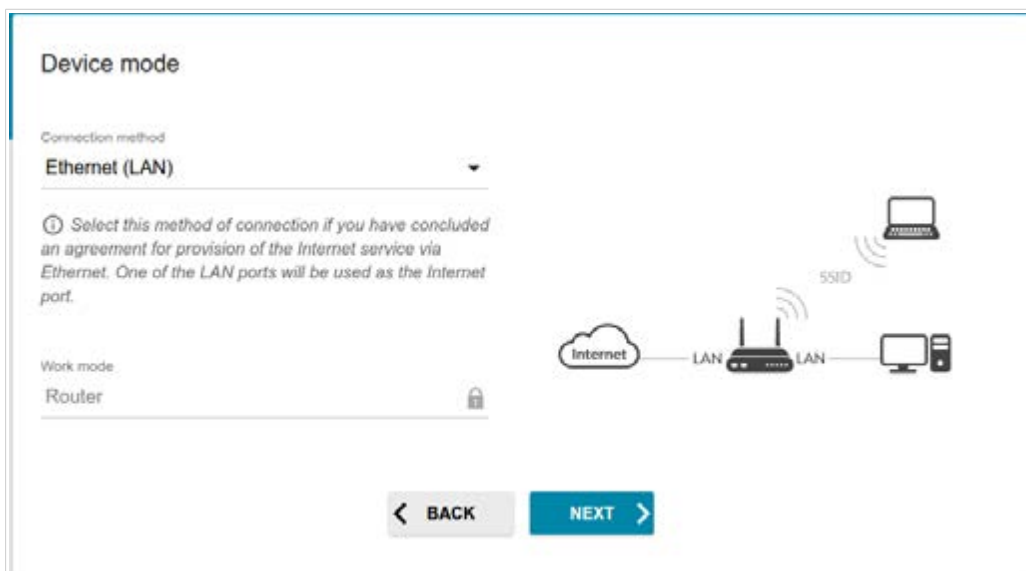 Device mode
Connection method
Ethernet (LAN)
Select this method of connection if you have concluded
an agreement for provision of the Internet service via
Ethernet. One of the LAN ports will be used as the Internet
port.
SSID
Internet
LAN
LAN
Work mode
Router
BACK
NEXT